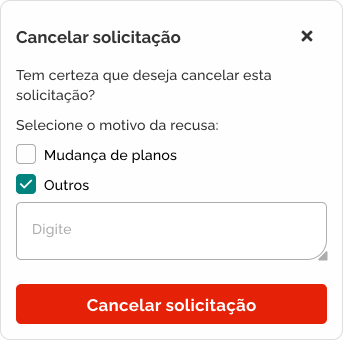 Cancelar solicitação
Tem certeza que deseja cancelar esta
solicitação?
Selecione o motivo da recusa:
Mudança de planos
Outros
Digite
Cancelar solicitação